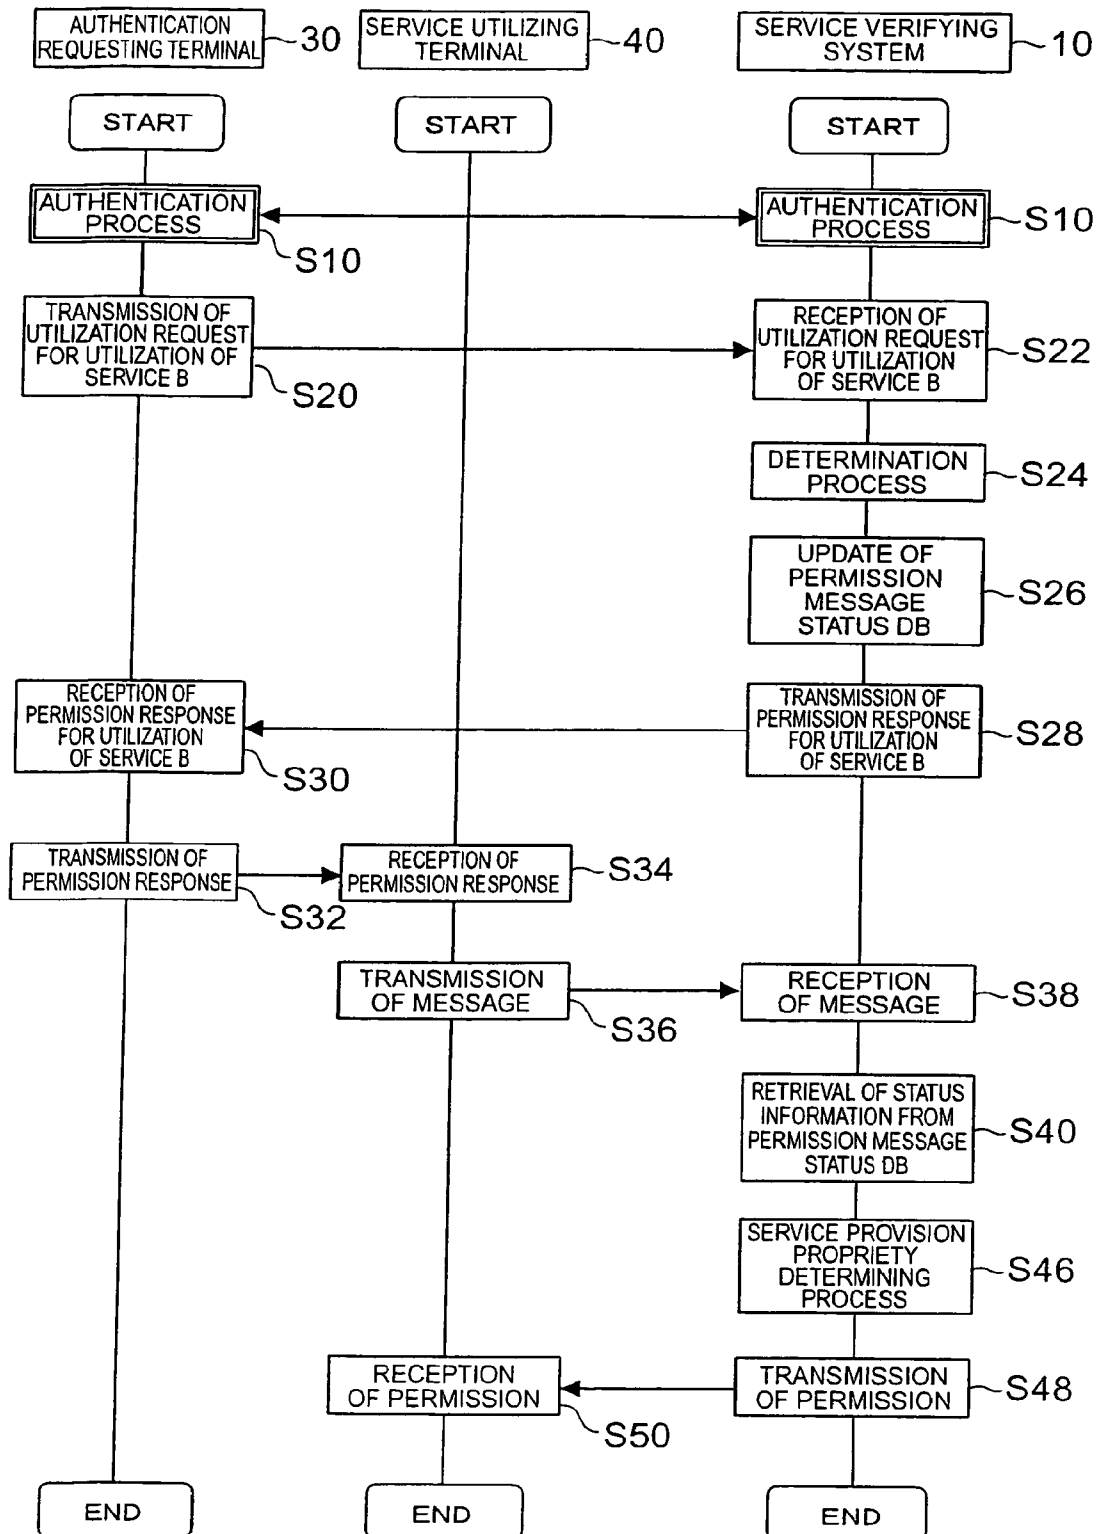 AUTHENTICATION
REQUESTING TERMINAL
30
SERVICE UTILIZING
TERMINAL
40
SERVICE VERIFYING
SYSTEM
10
START
START
START
AUTHENTICATION
PROCESS
S10
AUTHENTICATION
PROCESS
S10
TRANSMISSION OF
UTILIZATION REQUEST
FOR UTILIZATION OF
SERVICE B
S20
RECEPTION OF
UTILIZATION REQUEST
FOR UTILIZATION
OF SERVICE B
S22
DETERMINATION
PROCESS
S24
UPDATE OF
PERMISSION
MESSAGE
STATUS DB
S26
RECEPTION OF
PERMISSION RESPONSE
FOR UTILIZATION
OF SERVICE B
S30
TRANSMISSION OF
PERMISSION RESPONSE
FOR UTILIZATION
OF SERVICE B
S28
TRANSMISSION OF
PERMISSION RESPONSE
S32
RECEPTION OF
PERMISSION RESPONSE
S34
TRANSMISSION
OF MESSAGE
S36
RECEPTION
OF MESSAGE
S38
RETRIEVAL OF STATUS
INFORMATION FROM
PERMISSION MESSAGE
STATUS DB
S40
SERVICE PROVISION
PROPRIETY
DETERMINING
PROCESS
S46
RECEPTION
OF PERMISSION
S50
TRANSMISSION
OF PERMISSION
S48
END
END
END